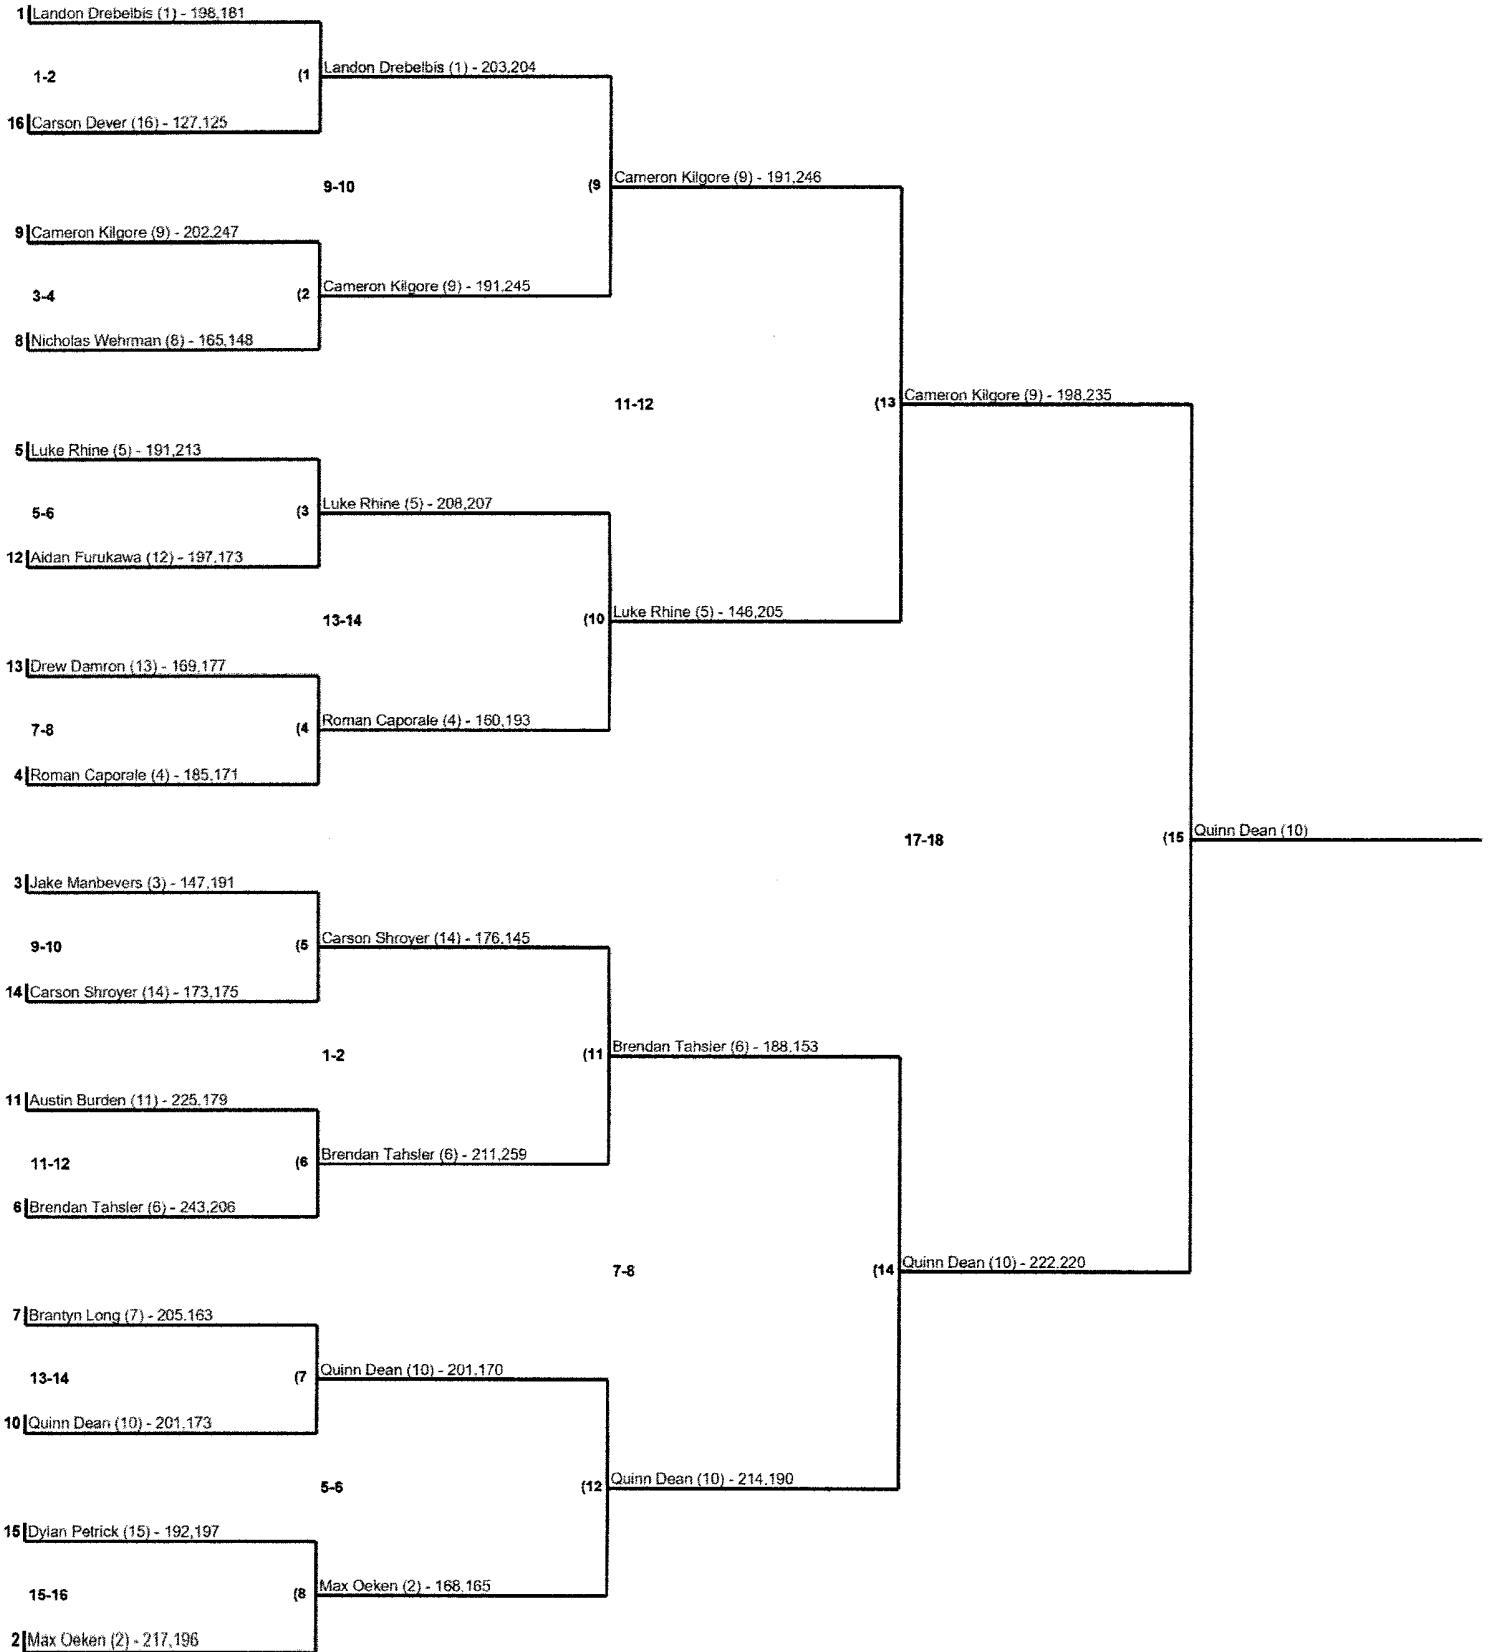 1 Landon Drebelbis (1) - 198,181
1-2 (1 Landon Drebelbis (1) - 203,204
16 Carson Dever (16) - 127,125
9-10 (9 Cameron Kilgore (9) - 191,246
9 Cameron Kilgore (9) - 202,247
3-4 (2 Cameron Kilgore (9) - 191,245
8 Nicholas Wehrman (8) - 165,148
11-12 (13 Cameron Kilgore (9) - 198,235
5 Luke Rhine (5) - 191,213
5-6 (3 Luke Rhine (5) - 208,207
12 Aidan Furukawa (12) - 197,173
13-14 (10 Luke Rhine (5) - 146,205
13 Drew Damron (13) - 169,177
7-8 (4 Roman Caporale (4) - 160,193
4 Roman Caporale (4) - 185,171
17-18 (15 Quinn Dean (10)
3 Jake Manbevers (3) - 147,191
9-10 (5 Carson Shroyer (14) - 176,145
14 Carson Shroyer (14) - 173,175
1-2 (11 Brendan Tahsler (6) - 188,153
11 Austin Burden (11) - 225,179
11-12 (6 Brendan Tahsler (6) - 211,259
6 Brendan Tahsler (6) - 243,206
7-8 (14 Quinn Dean (10) - 222,220
7 Brantyn Long (7) - 205,163
13-14 (7 Quinn Dean (10) - 201,170
10 Quinn Dean (10) - 201,173
5-6 (12 Quinn Dean (10) - 214,190
15 Dylan Petrick (15) - 192,197
15-16 (8 Max Oeken (2) - 168,165
2 Max Oeken (2) - 217,196